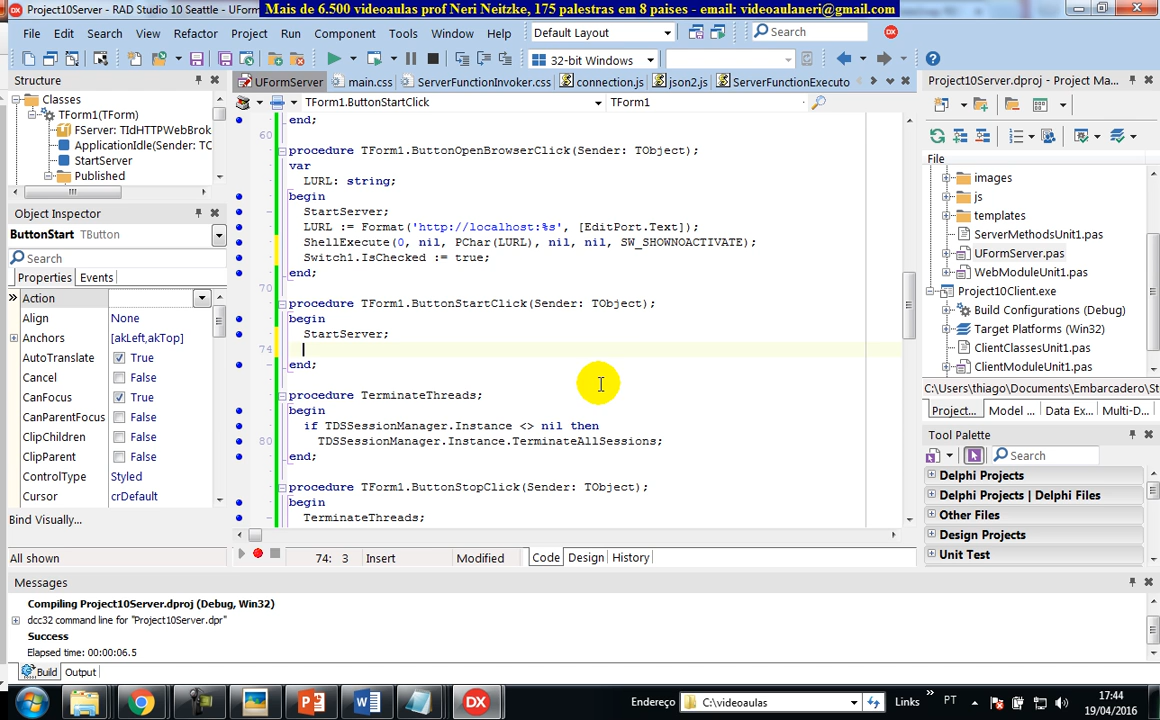 Project10Server - RAD Studio 10 Seattle - UForm
Mais de 6.500 videoaulas prof Neri Neitzke, 175 palestras em 8 paises - email: videoaulaneri@gmail.com
File Edit Search View Refactor Project Run Component Tools Window Help
Default Layout
Search
32-bit Windows
Structure
Classes
TForm1(TForm)
FServer: TIdHTTPWebBrok
ApplicationIdle(Sender: TC
StartServer
Published
Object Inspector
ButtonStart TButton
Search
Properties Events
Action
Align None
Anchors [akLeft,akTop]
AutoTranslate True
Cancel False
CanFocus True
CanParentFocus False
ClipChildren False
ClipParent False
ControlType Styled
Cursor crDefault
Bind Visually...
All shown
UFormServer main.css ServerFunctionInvoker.css connection.js json2.js ServerFunctionExecuto
TForm1.ButtonStartClick TForm1
end;
60
procedure TForm1.ButtonOpenBrowserClick(Sender: TObject);
var
LURL: string;
begin
StartServer;
LURL := Format('http://localhost:%s', [EditPort.Text]);
ShellExecute(0, nil, PChar(LURL), nil, nil, SW_SHOWNOACTIVATE);
Switch1.IsChecked := true;
end;
70
procedure TForm1.ButtonStartClick(Sender: TObject);
begin
StartServer;
74
end;
procedure TerminateThreads;
begin
if TDSSessionManager.Instance <> nil then
80 TDSSessionManager.Instance.TerminateAllSessions;
end;
procedure TForm1.ButtonStopClick(Sender: TObject);
begin
TerminateThreads;
74: 3 Insert Modified Code Design History
Project10Server.dproj - Project Ma...
File
images
js
templates
ServerMethodsUnit1.pas
UFormServer.pas
WebModuleUnit1.pas
Project10Client.exe
Build Configurations (Debug)
Target Platforms (Win32)
ClientClassesUnit1.pas
ClientModuleUnit1.pas
C:\Users\thiago\Documents\Embarcadero\St
Project... Model ... Data Ex... Multi-D...
Tool Palette
Search
Delphi Projects
Delphi Projects | Delphi Files
Other Files
Design Projects
Unit Test
Messages
Compiling Project10Server.dproj (Debug, Win32)
dcc32 command line for "Project10Server.dpr"
Success
Elapsed time: 00:00:06.5
Build Output
Endereço C:\videoaulas Links PT
17:44
19/04/2016